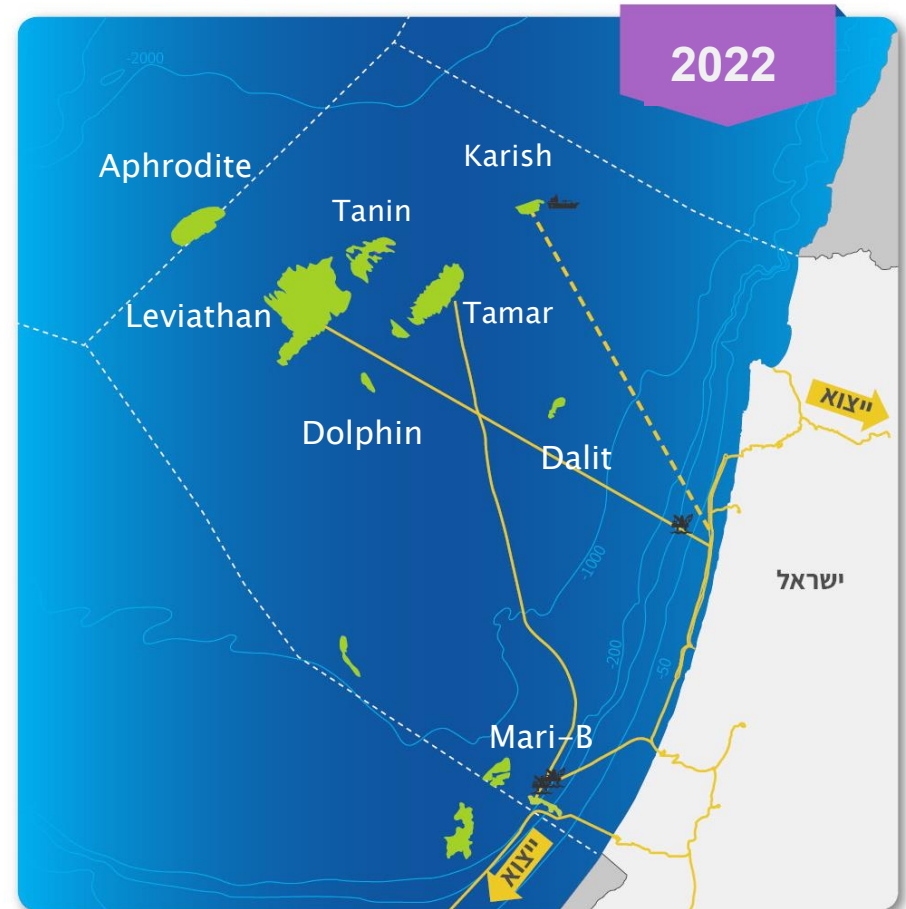 2022
-2000
Aphrodite
Karish
Tanin
Leviathan
Tamar
ייצוא
Dolphin
Dalit
-1000
ישראל
-200
-50
Mari-B
ייצוא